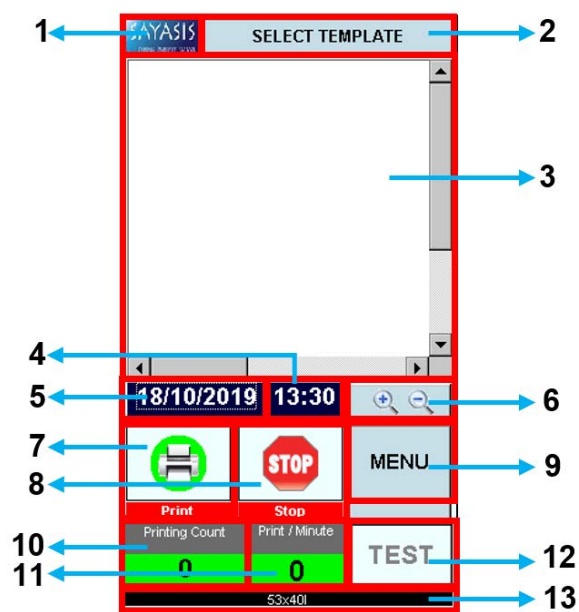 1
SAYASIS
SELECT TEMPLATE
2
3
4
5
18/10/2019
13:30
6
7
8
STOP
MENU
9
Print
Stop
10
Printing Count
Print / Minute
11
0
0
TEST
12
53x40l
13